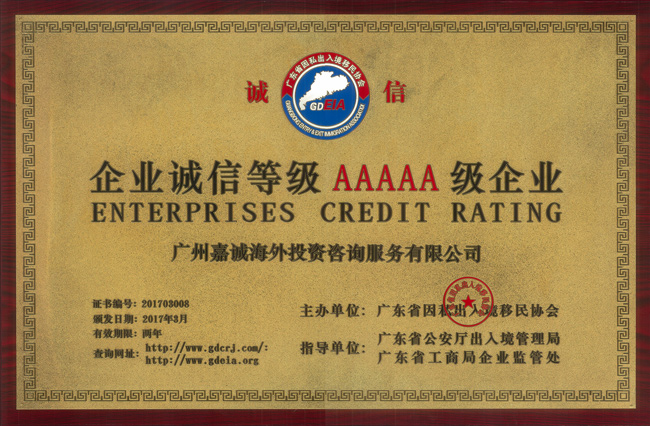 诚 信
广东省因私出入境移民协会
GDEIA
GUANGDONG ENTRY & EXIT IMMIGRATION ASSOCIATION
企业诚信等级 AAAAA 级企业
ENTERPRISES CREDIT RATING
广州嘉诚海外投资咨询服务有限公司
证书编号: 201703008
颁发日期: 2017年3月
有效期限: 两年
查询网址: http://www.gdcrj.com/:
http://www.gdeia.org
主办单位: 广东省因私出入境移民协会
指导单位: 广东省公安厅出入境管理局
广东省工商局企业监管处